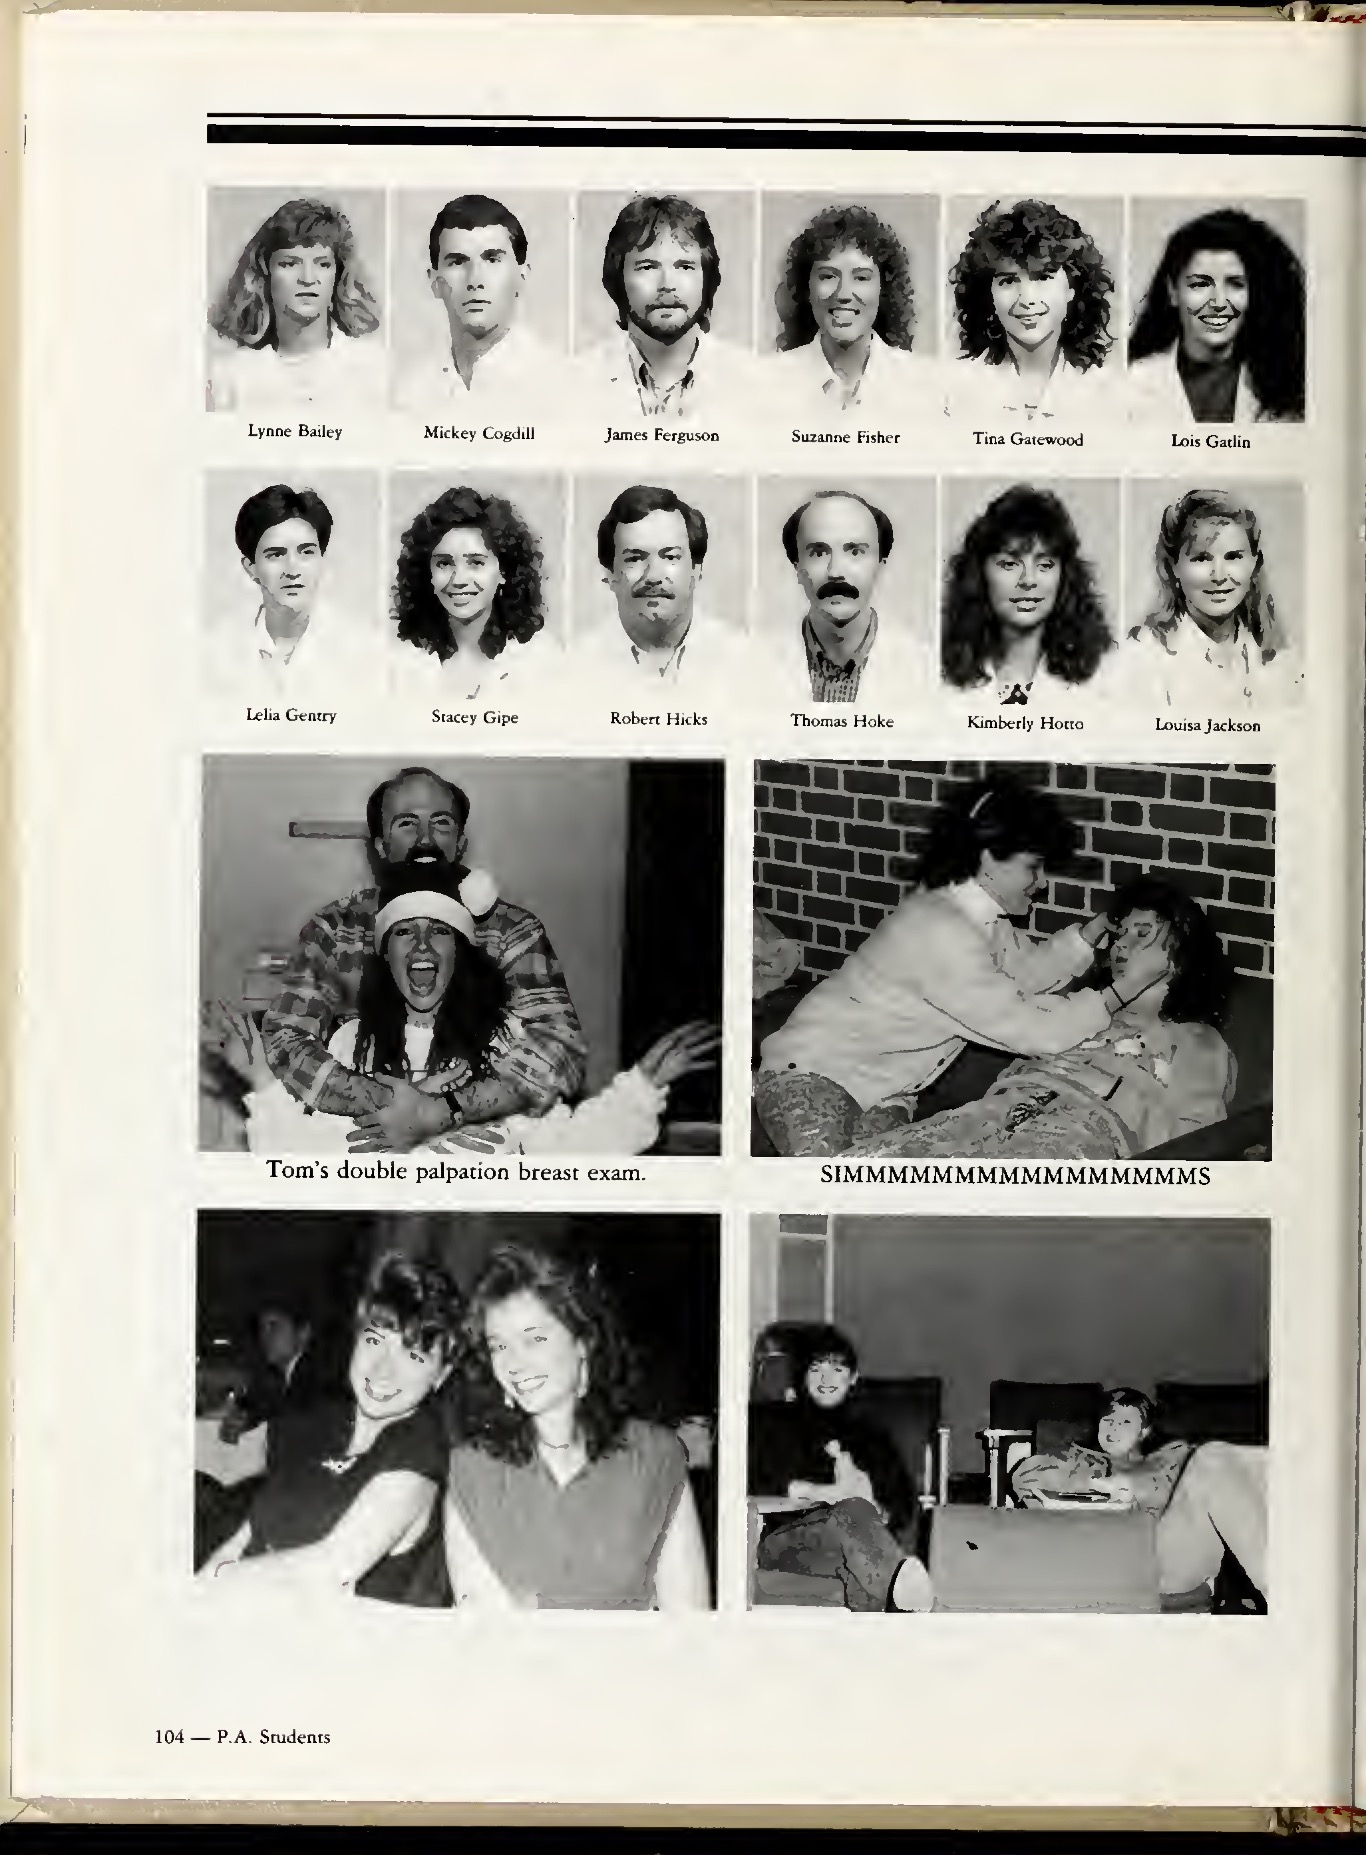 Lynne Bailey
Mickey Cogdill
James Ferguson
Suzanne Fisher
Tina Gatewood
Lois Gatlin
Lelia Gentry
Stacey Gipe
Robert Hicks
Thomas Hoke
Kimberly Hotto
Louisa Jackson
Tom's double palpation breast exam.
SIMMMMMMMMMMMMMMMMS
104 — P.A. Students